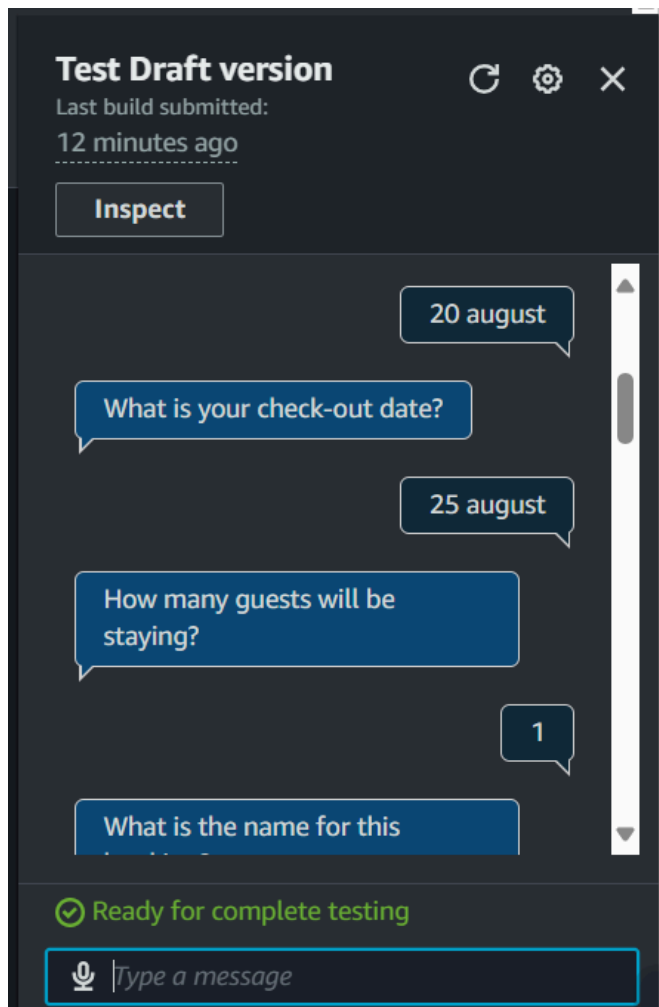 Test Draft version
Last build submitted:
12 minutes ago
Inspect
20 august
What is your check-out date?
25 august
How many guests will be
staying?
1
What is the name for this
Ready for complete testing
Type a message